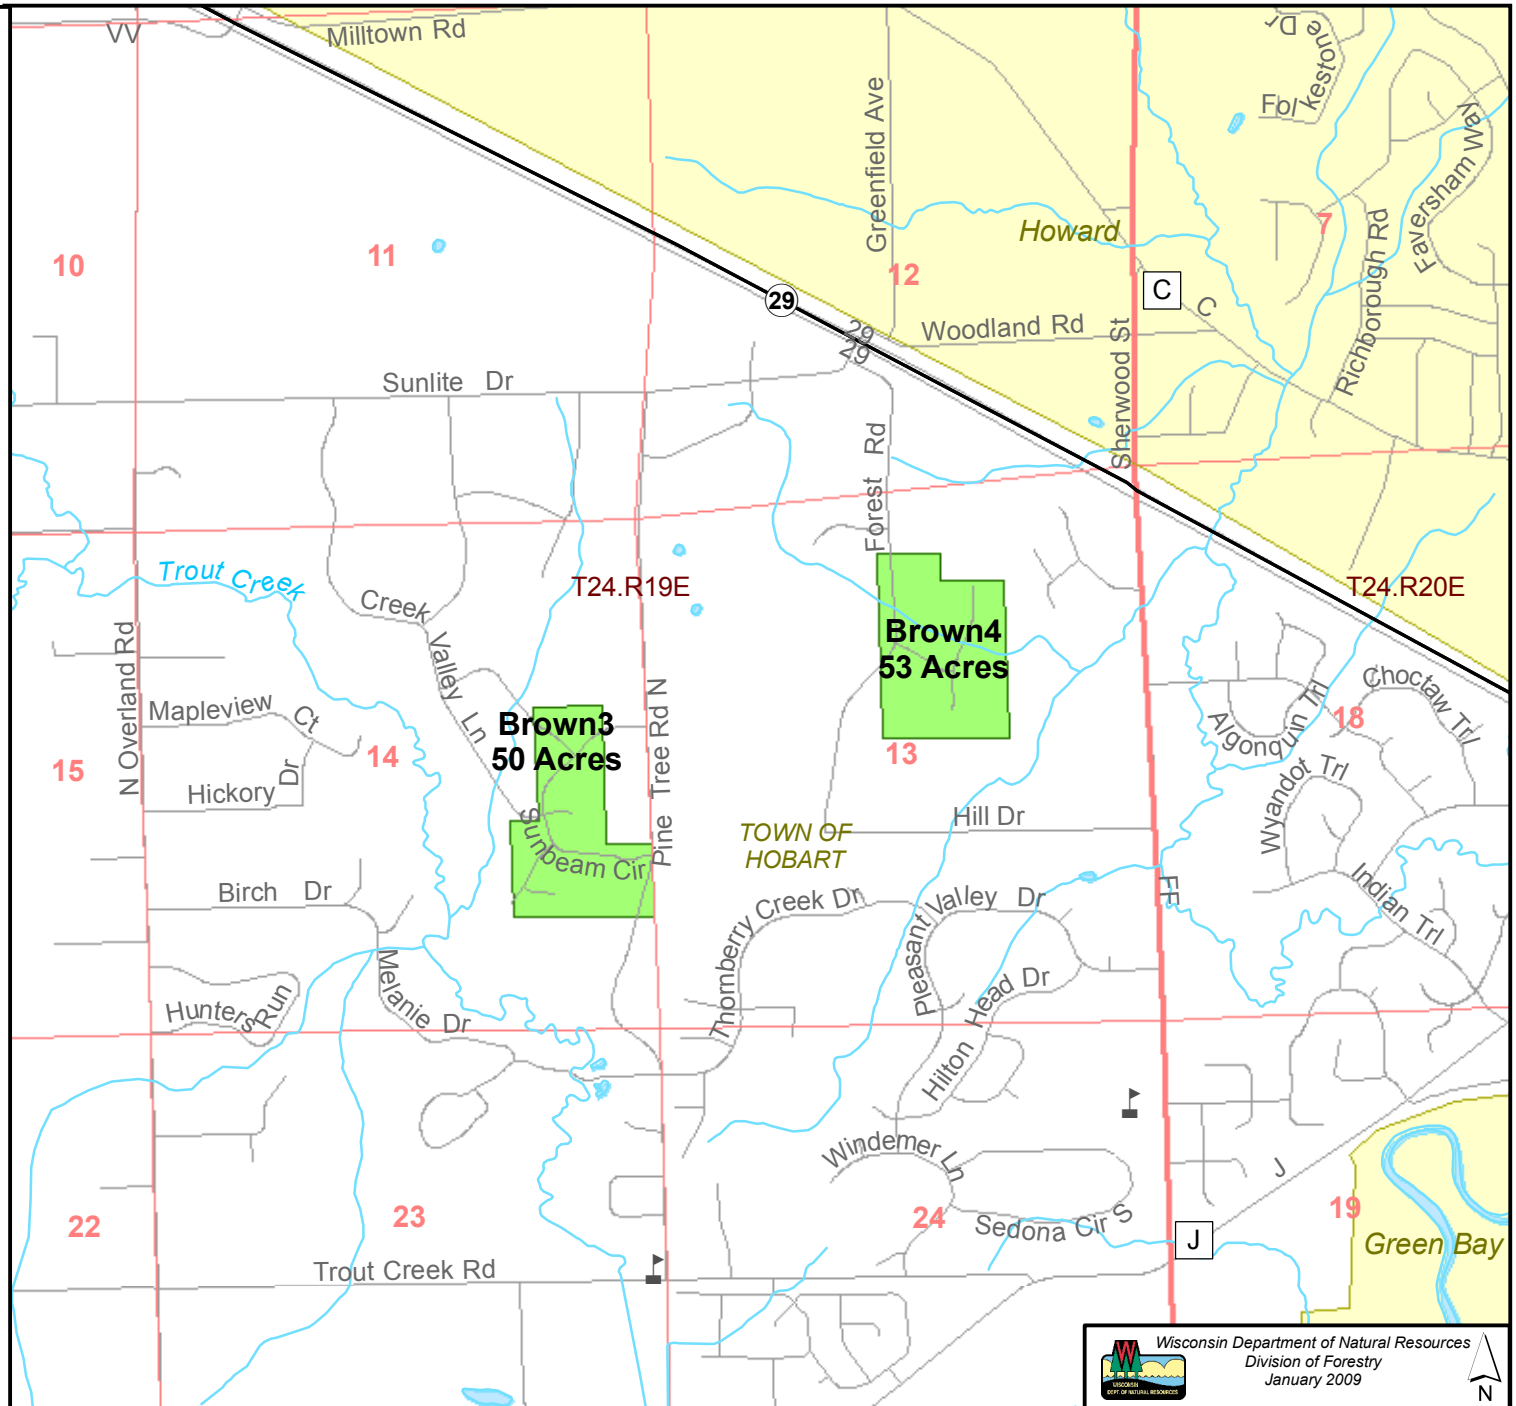 VV
Milltown Rd
Folkestone Dr
Faversham Way
Greenfield Ave
Howard
7
10
11
12
29
C
C
Richborough Rd
29
29
Woodland Rd
Sherwood St
Sunlite Dr
Forest Rd
Trout Creek
T24.R19E
T24.R20E
Creek Valley Ln
N Overland Rd
Brown4
53 Acres
Mapleview Ct
Brown3
50 Acres
Pine Tree Rd N
Choctaw Trl
Algonquin Trl
18
15
14
13
Hickory Dr
Wyandot Trl
Sunbeam Cir
TOWN OF
HOBART
Hill Dr
Birch Dr
Thornberry Creek Dr
Pleasant Valley Dr
FF
Indian Trl
Melanie Dr
Hunters Run
Hilton Head Dr
Windemer Ln
J
22
23
24
19
Sedona Cir S
J
Green Bay
Trout Creek Rd
Wisconsin Department of Natural Resources
Division of Forestry
January 2009
WISCONSIN
DEPT. OF NATURAL RESOURCES
W
N